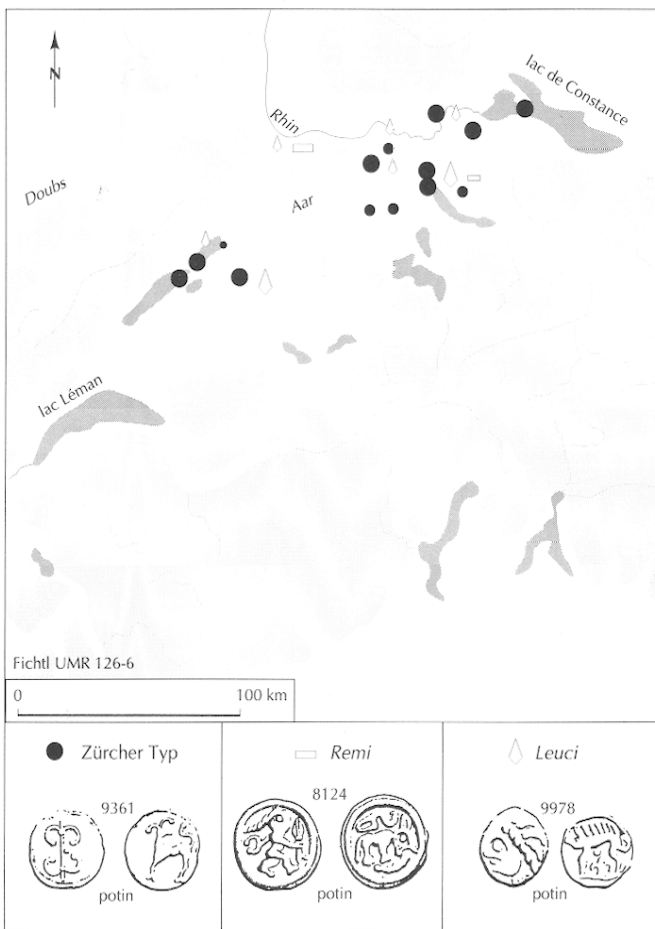 N
lac de Constance
Rhin
Doubs
Aar
lac Léman
Fichtl UMR 126-6
0 100 km
Zürcher Typ
9361
potin
Remi
8124
potin
Leuci
9978
potin